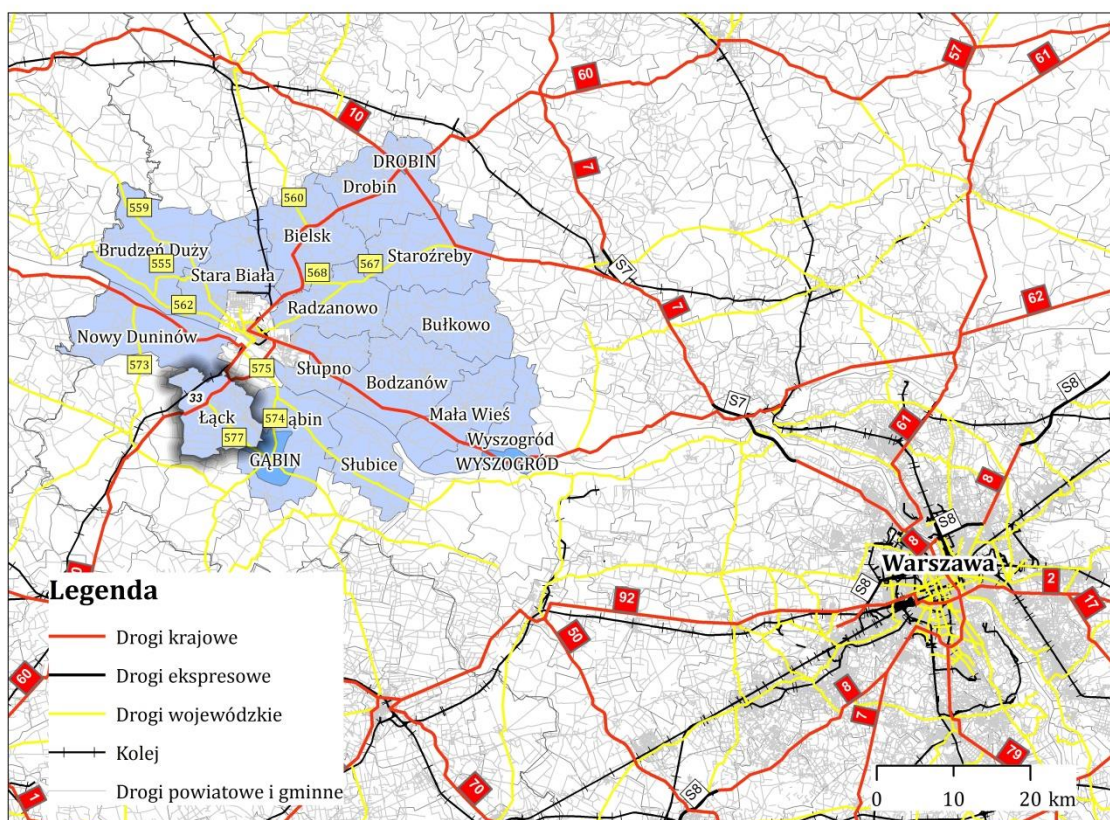 57
61
60
10
7
DROBIN
Drobin
559
560
Bielsk
Brudzeń Duży
555
568
567
Staroźreby
S7
Stara Biała
7
62
562
Radzanowo
Bułkowo
Nowy Duninów
573
575
Słupno
Bodzanów
S7
S8
33
Łąck
574
ąbin
Mała Wieś
61
577
Wyszogród
8
GĄBIN
Słubice
WYSZOGRÓD
S8
8
Warszawa
S8
2
17
92
50
Legenda
Drogi krajowe
Drogi ekspresowe
Drogi wojewódzkie
Kolej
Drogi powiatowe i gminne
60
1
70
8
7
79
S8
0 10 20 km